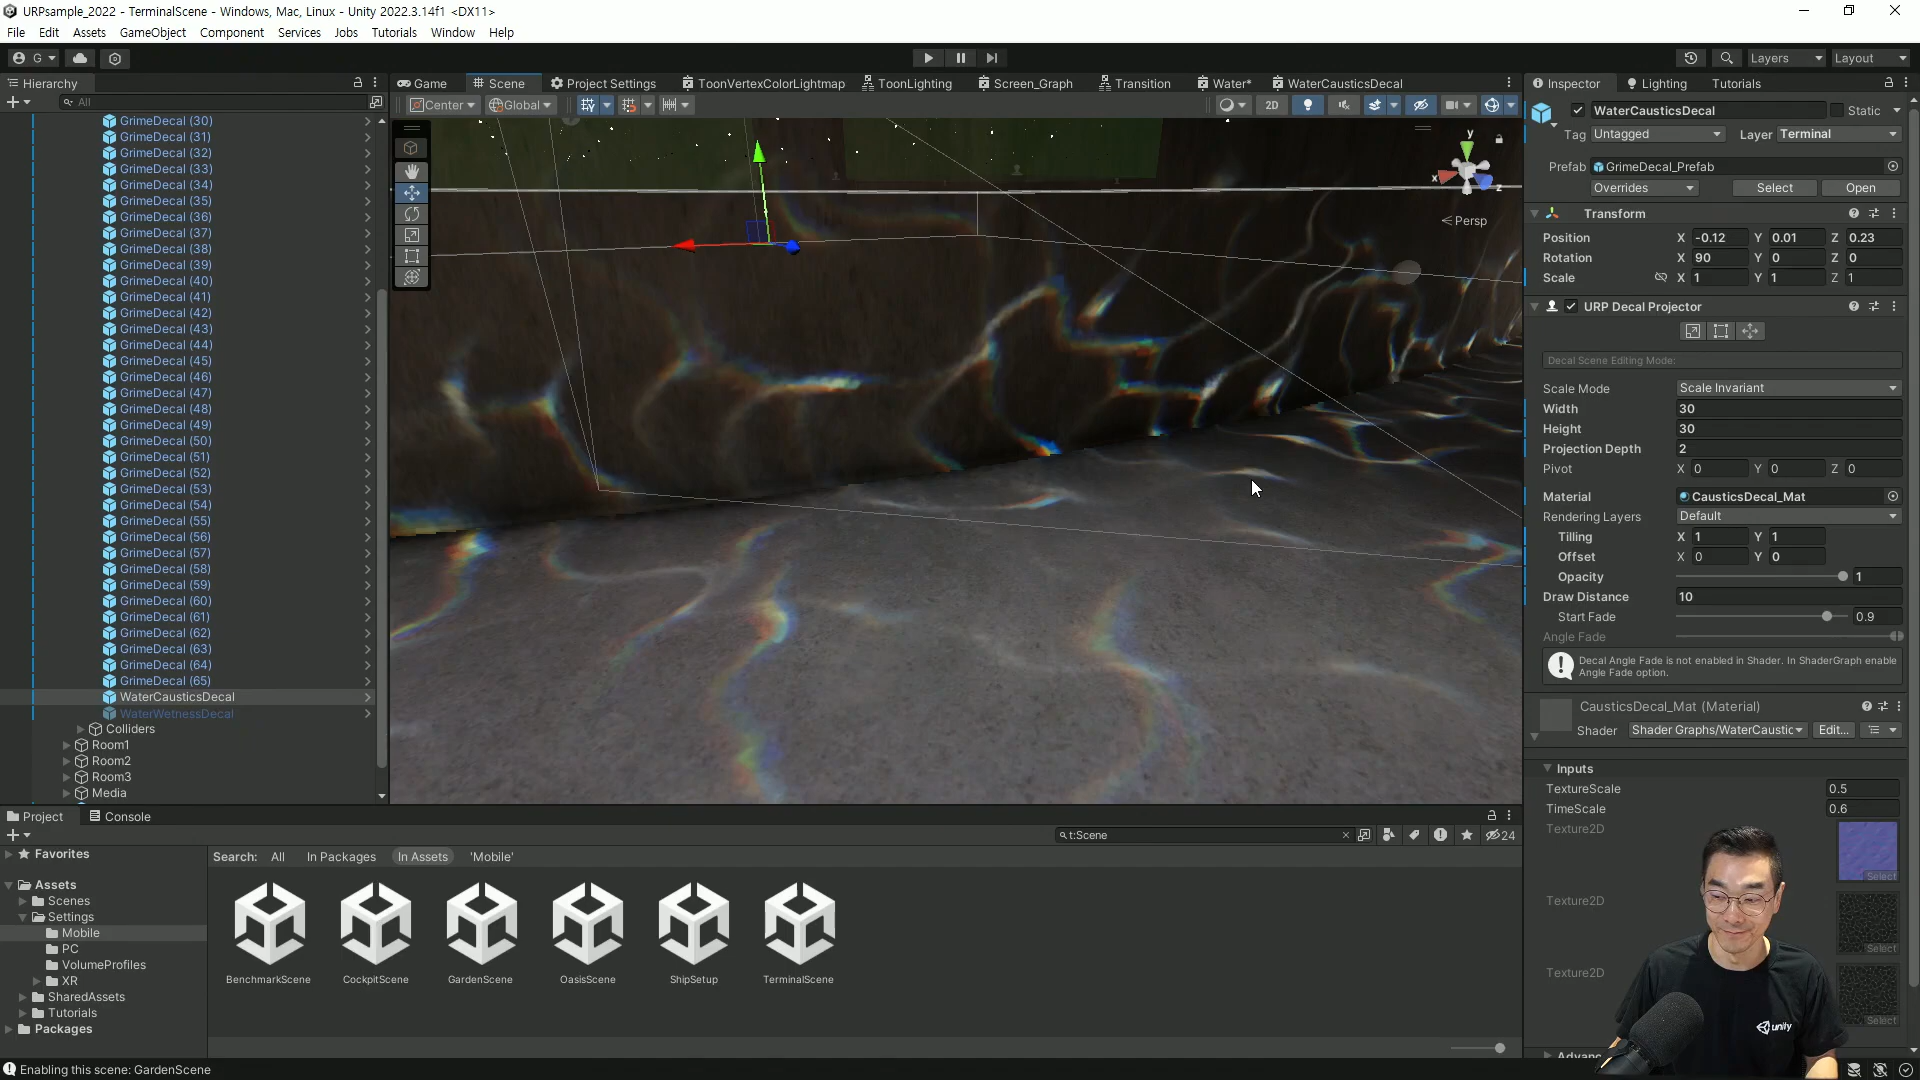 URPsample_2022 - TerminalScene - Windows, Mac, Linux - Unity 2022.3.14f1 <DX11>
File Edit Assets GameObject Component Services Jobs Tutorials Window Help
G
Layers
Layout
Hierarchy
Game
Scene
Project Settings
ToonVertexColorLightmap
ToonLighting
Screen_Graph
Transition
Water*
WaterCausticsDecal
Inspector
Lighting
Tutorials
All
Center
Global
2D
GrimeDecal (30)
GrimeDecal (31)
GrimeDecal (32)
GrimeDecal (33)
GrimeDecal (34)
GrimeDecal (35)
GrimeDecal (36)
GrimeDecal (37)
GrimeDecal (38)
GrimeDecal (39)
GrimeDecal (40)
GrimeDecal (41)
GrimeDecal (42)
GrimeDecal (43)
GrimeDecal (44)
GrimeDecal (45)
GrimeDecal (46)
GrimeDecal (47)
GrimeDecal (48)
GrimeDecal (49)
GrimeDecal (50)
GrimeDecal (51)
GrimeDecal (52)
GrimeDecal (53)
GrimeDecal (54)
GrimeDecal (55)
GrimeDecal (56)
GrimeDecal (57)
GrimeDecal (58)
GrimeDecal (59)
GrimeDecal (60)
GrimeDecal (61)
GrimeDecal (62)
GrimeDecal (63)
GrimeDecal (64)
GrimeDecal (65)
WaterCausticsDecal
WaterWetnessDecal
Colliders
Room1
Room2
Room3
Media
y
x
z
Persp
WaterCausticsDecal
Static
Tag Untagged Layer Terminal
Prefab GrimeDecal_Prefab
Overrides Select Open
Transform
Position X -0.12 Y 0.01 Z 0.23
Rotation X 90 Y 0 Z 0
Scale X 1 Y 1 Z 1
URP Decal Projector
Decal Scene Editing Mode:
Scale Mode Scale Invariant
Width 30
Height 30
Projection Depth 2
Pivot X 0 Y 0 Z 0
Material CausticsDecal_Mat
Rendering Layers Default
Tilling X 1 Y 1
Offset X 0 Y 0
Opacity 1
Draw Distance 10
Start Fade 0.9
Angle Fade
Decal Angle Fade is not enabled in Shader. In ShaderGraph enable
Angle Fade option.
CausticsDecal_Mat (Material)
Shader Shader Graphs/WaterCaustic Edit...
Inputs
TextureScale 0.5
TimeScale 0.6
Texture2D
Select
Texture2D
Select
Texture2D
Select
unity
Project
Console
t:Scene
24
Favorites
Assets
Scenes
Settings
Mobile
PC
VolumeProfiles
XR
SharedAssets
Tutorials
Packages
Search: All In Packages In Assets 'Mobile'
BenchmarkScene
CockpitScene
GardenScene
OasisScene
ShipSetup
TerminalScene
Enabling this scene: GardenScene